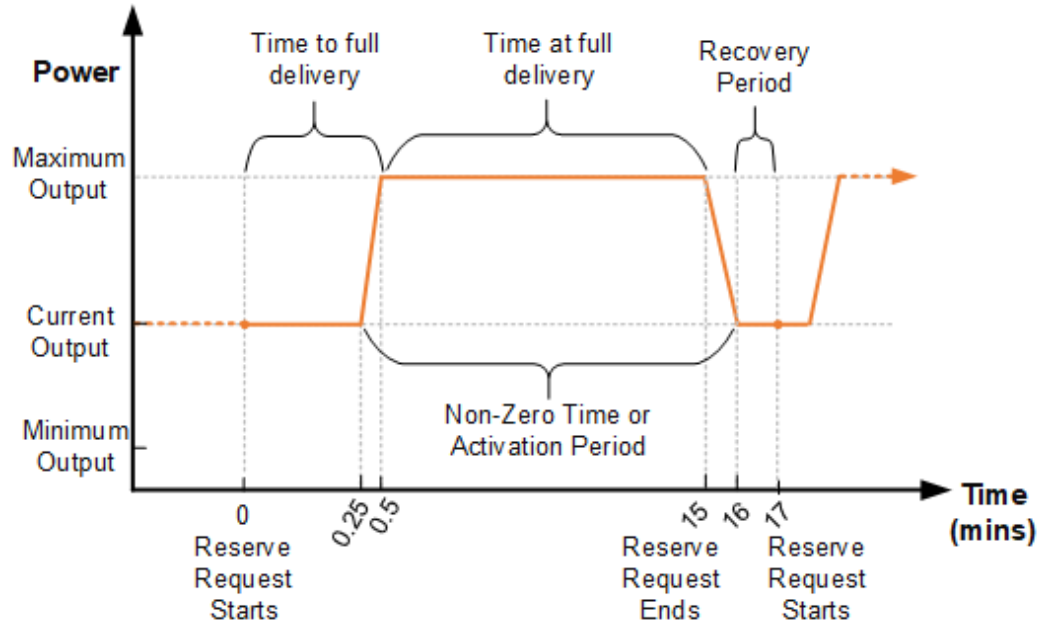 Time to full
delivery
Time at full
delivery
Recovery
Period
Power
Maximum
Output
Current
Output
Minimum
Output
Non-Zero Time or
Activation Period
0
0.25
0.5
15
16
17
Time
(mins)
Reserve
Request
Starts
Reserve
Request
Ends
Reserve
Request
Starts